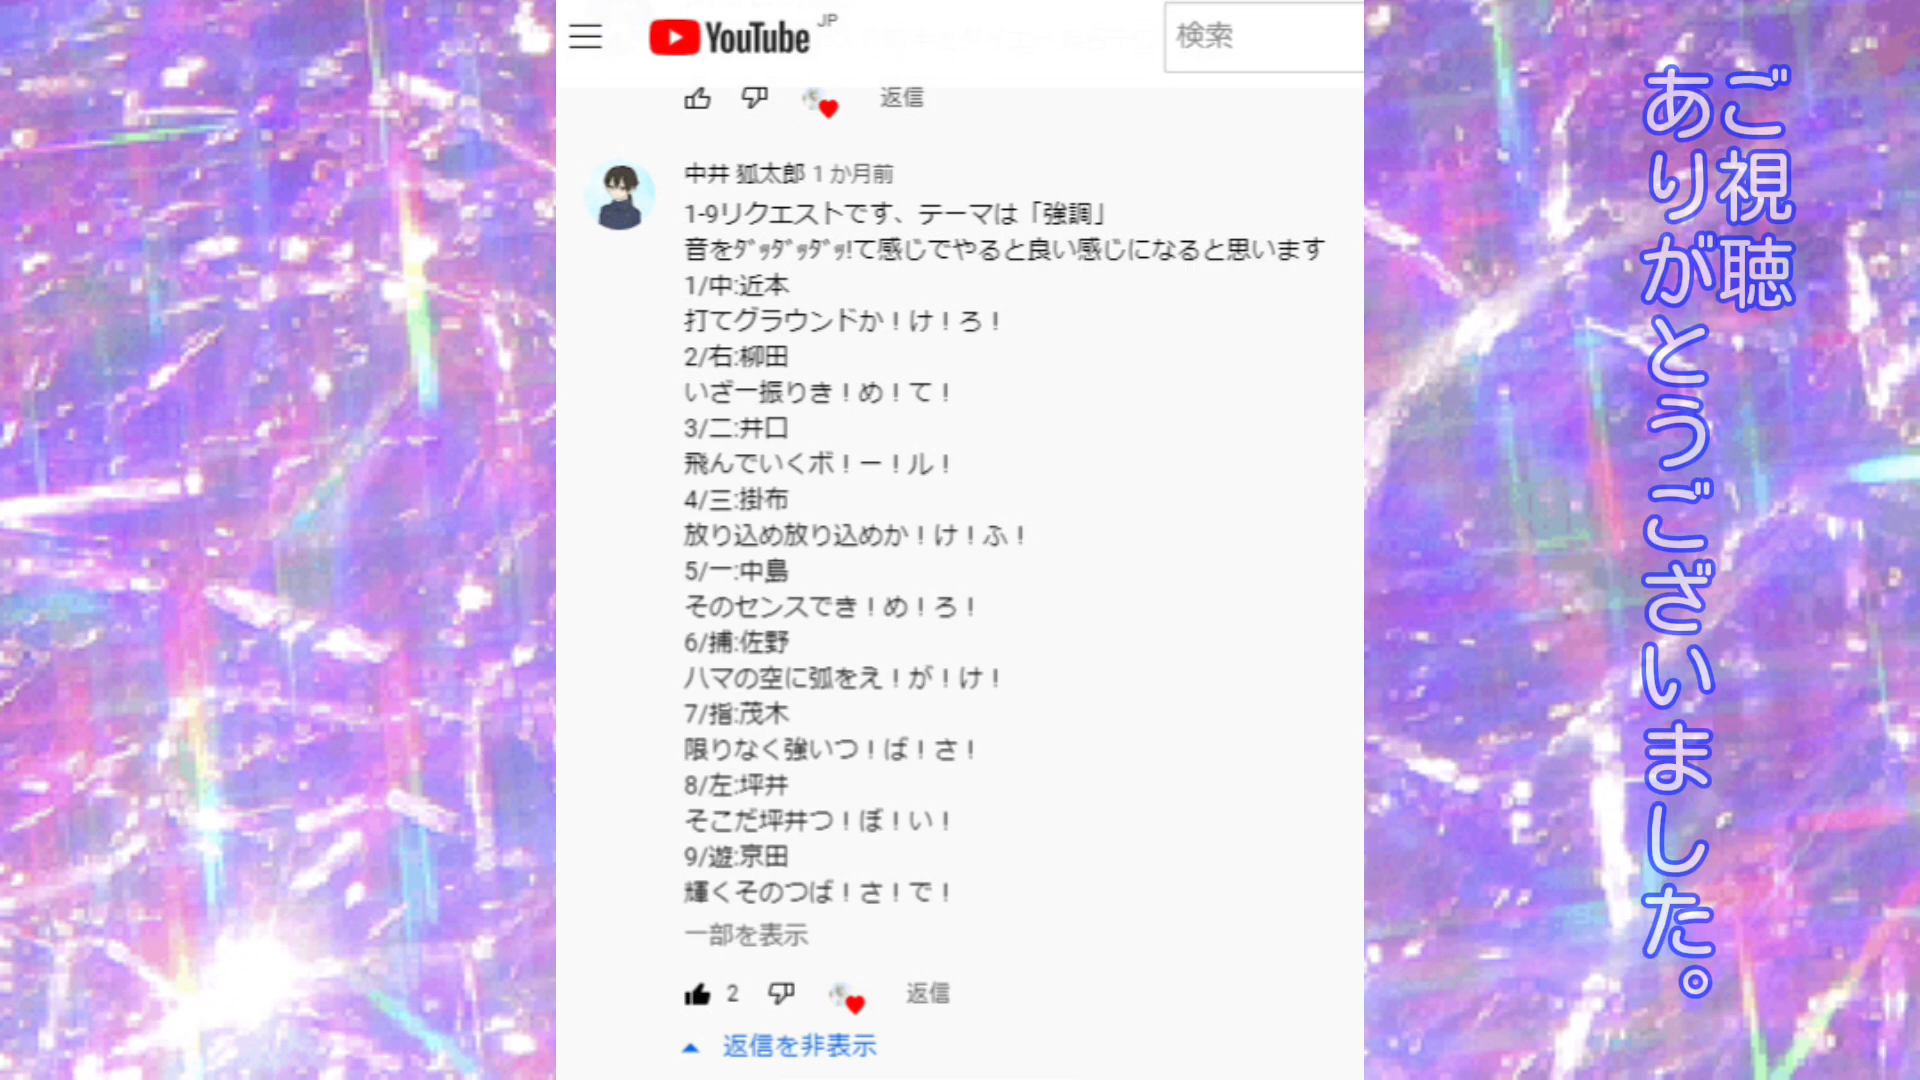 YouTube JP
検索
返信
中井 狐太郎 1 か月前
1-9リクエストです、テーマは「強調」
音をﾀﾞｯﾀﾞｯﾀﾞｯ!て感じでやると良い感じになると思います
1/中:近本
打てグラウンドか！け！ろ！
2/右:柳田
いざ一振りき！め！て！
3/二:井口
飛んでいくボ！ー！ル！
4/三:掛布
放り込め放り込めか！け！ふ！
5/一:中島
そのセンスでき！め！ろ！
6/捕:佐野
ハマの空に弧をえ！が！け！
7/指:茂木
限りなく強いつ！ば！さ！
8/左:坪井
そこだ坪井つ！ぼ！い！
9/遊:京田
輝くそのつば！さ！で！
一部を表示
2 返信
返信を非表示
ご視聴
ありがとうございました。